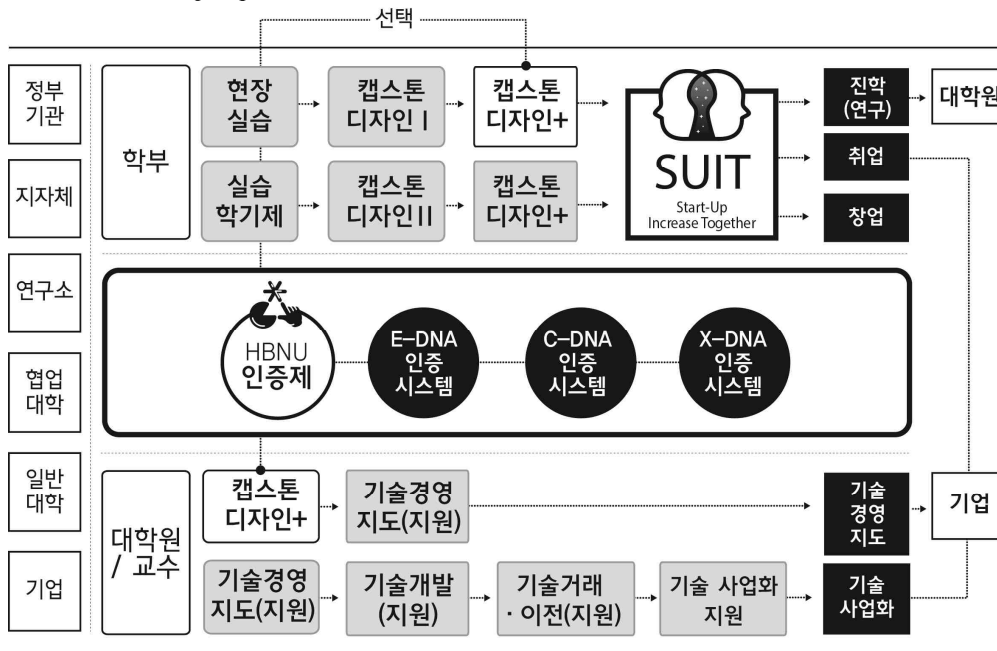 선택
정부
기관
지자체
연구소
협업
대학
일반
대학
기업
학부
현장
실습
캡스톤
디자인 I
캡스톤
디자인+
실습
학기제
캡스톤
디자인II
캡스톤
디자인+
SUIT
Start-Up
Increase Together
진학
(연구)
대학원
취업
창업
HBNU
인증제
E-DNA
인증
시스템
C-DNA
인증
시스템
X-DNA
인증
시스템
대학원
/ 교수
캡스톤
디자인+
기술경영
지도(지원)
기술
경영
지도
기업
기술경영
지도(지원)
기술개발
(지원)
기술거래
· 이전(지원)
기술 사업화
지원
기술
사업화